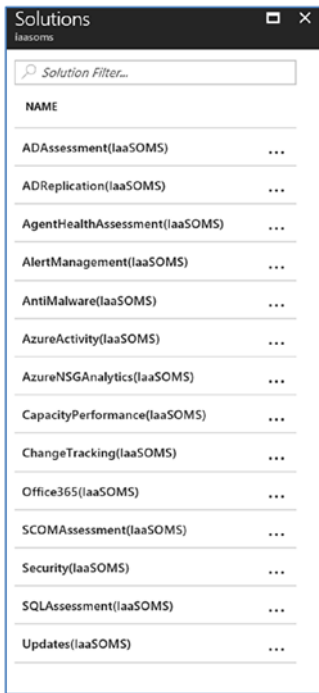 Solutions
iaasoms
Solution Filter...
NAME
ADAssessment(IaaSOMS) ...
ADReplication(IaaSOMS) ...
AgentHealthAssessment(IaaSOMS) ...
AlertManagement(IaaSOMS) ...
AntiMalware(IaaSOMS) ...
AzureActivity(IaaSOMS) ...
AzureNSGAnalytics(IaaSOMS) ...
CapacityPerformance(IaaSOMS) ...
ChangeTracking(IaaSOMS) ...
Office365(IaaSOMS) ...
SCOMAssessment(IaaSOMS) ...
Security(IaaSOMS) ...
SQLAssessment(IaaSOMS) ...
Updates(IaaSOMS) ...